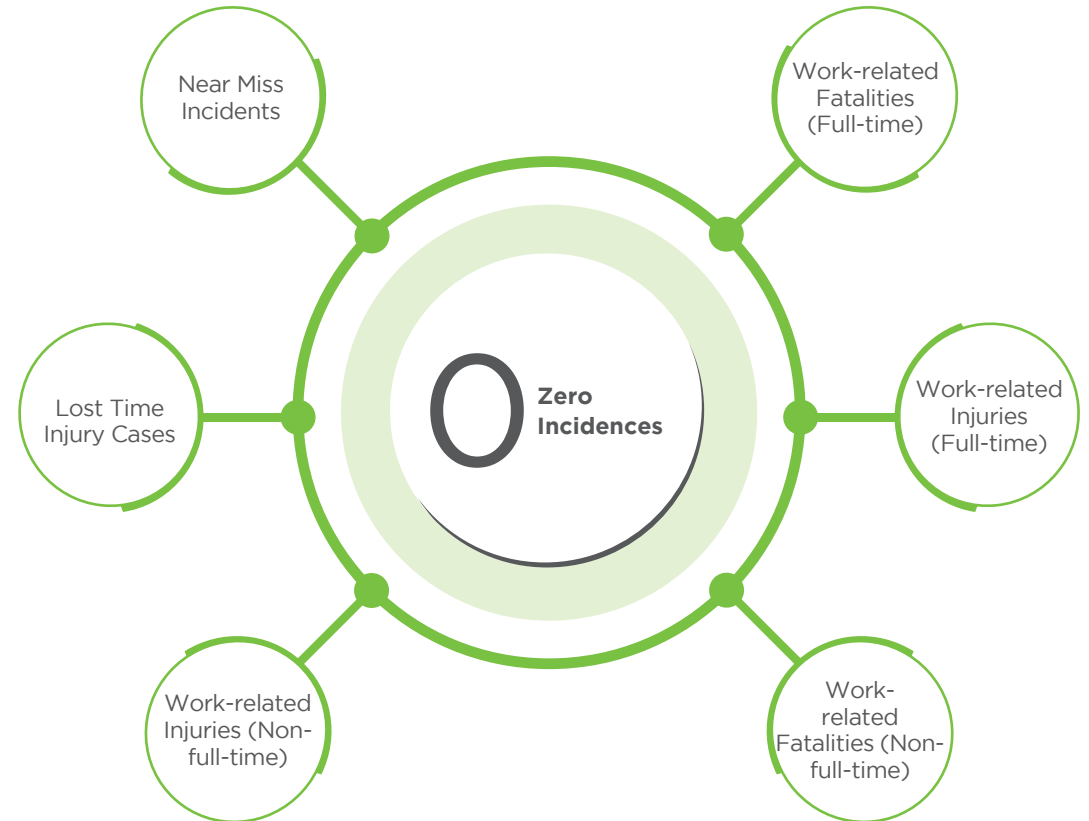 Near Miss
Incidents
Work-related
Fatalities
(Full-time)
Lost Time
Injury Cases
0
Zero
Incidences
Work-related
Injuries
(Full-time)
Work-related
Injuries (Non-
full-time)
Work-
related
Fatalities (Non-
full-time)